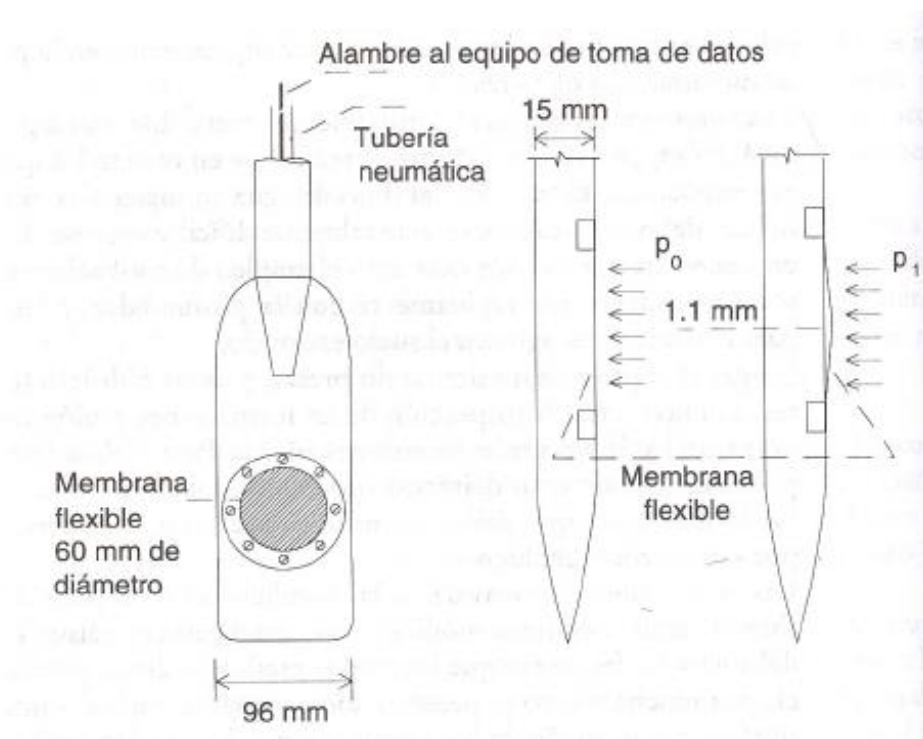 Alambre al equipo de toma de datos
Tubería
neumática
15 mm
p₀
p₁
1.1 mm
Membrana
flexible
60 mm de
diámetro
Membrana
flexible
96 mm